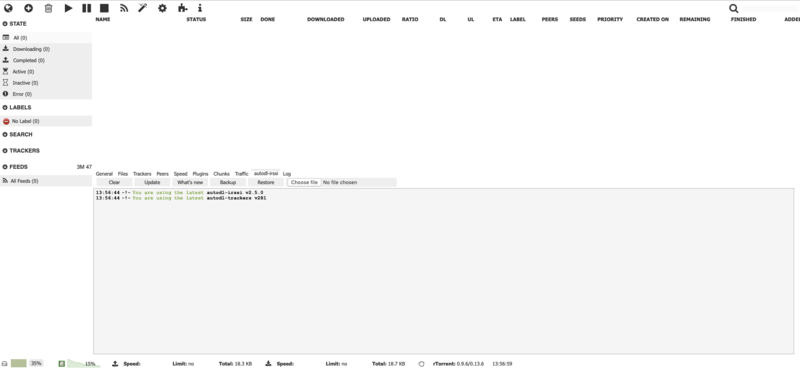 NAME STATUS SIZE DONE DOWNLOADED UPLOADED RATIO DL UL ETA LABEL PEERS SEEDS PRIORITY CREATED ON REMAINING FINISHED ADDED
STATE
All (0)
Downloading (0)
Completed (0)
Active (0)
Inactive (0)
Error (0)
LABELS
No Label (0)
SEARCH
TRACKERS
FEEDS 3M 47
All Feeds (0)
General Files Trackers Peers Speed Plugins Chunks Traffic autodl-irssi Log
Clear Update What's new Backup Restore Choose file No file chosen
13:56:44 -!- You are using the latest autodl-irssi v2.5.0
13:56:44 -!- You are using the latest autodl-trackers v281
35% 15% Speed: Limit: no Total: 18.3 KB Speed: Limit: no Total: 18.7 KB rTorrent: 0.9.6/0.13.6 13:56:59